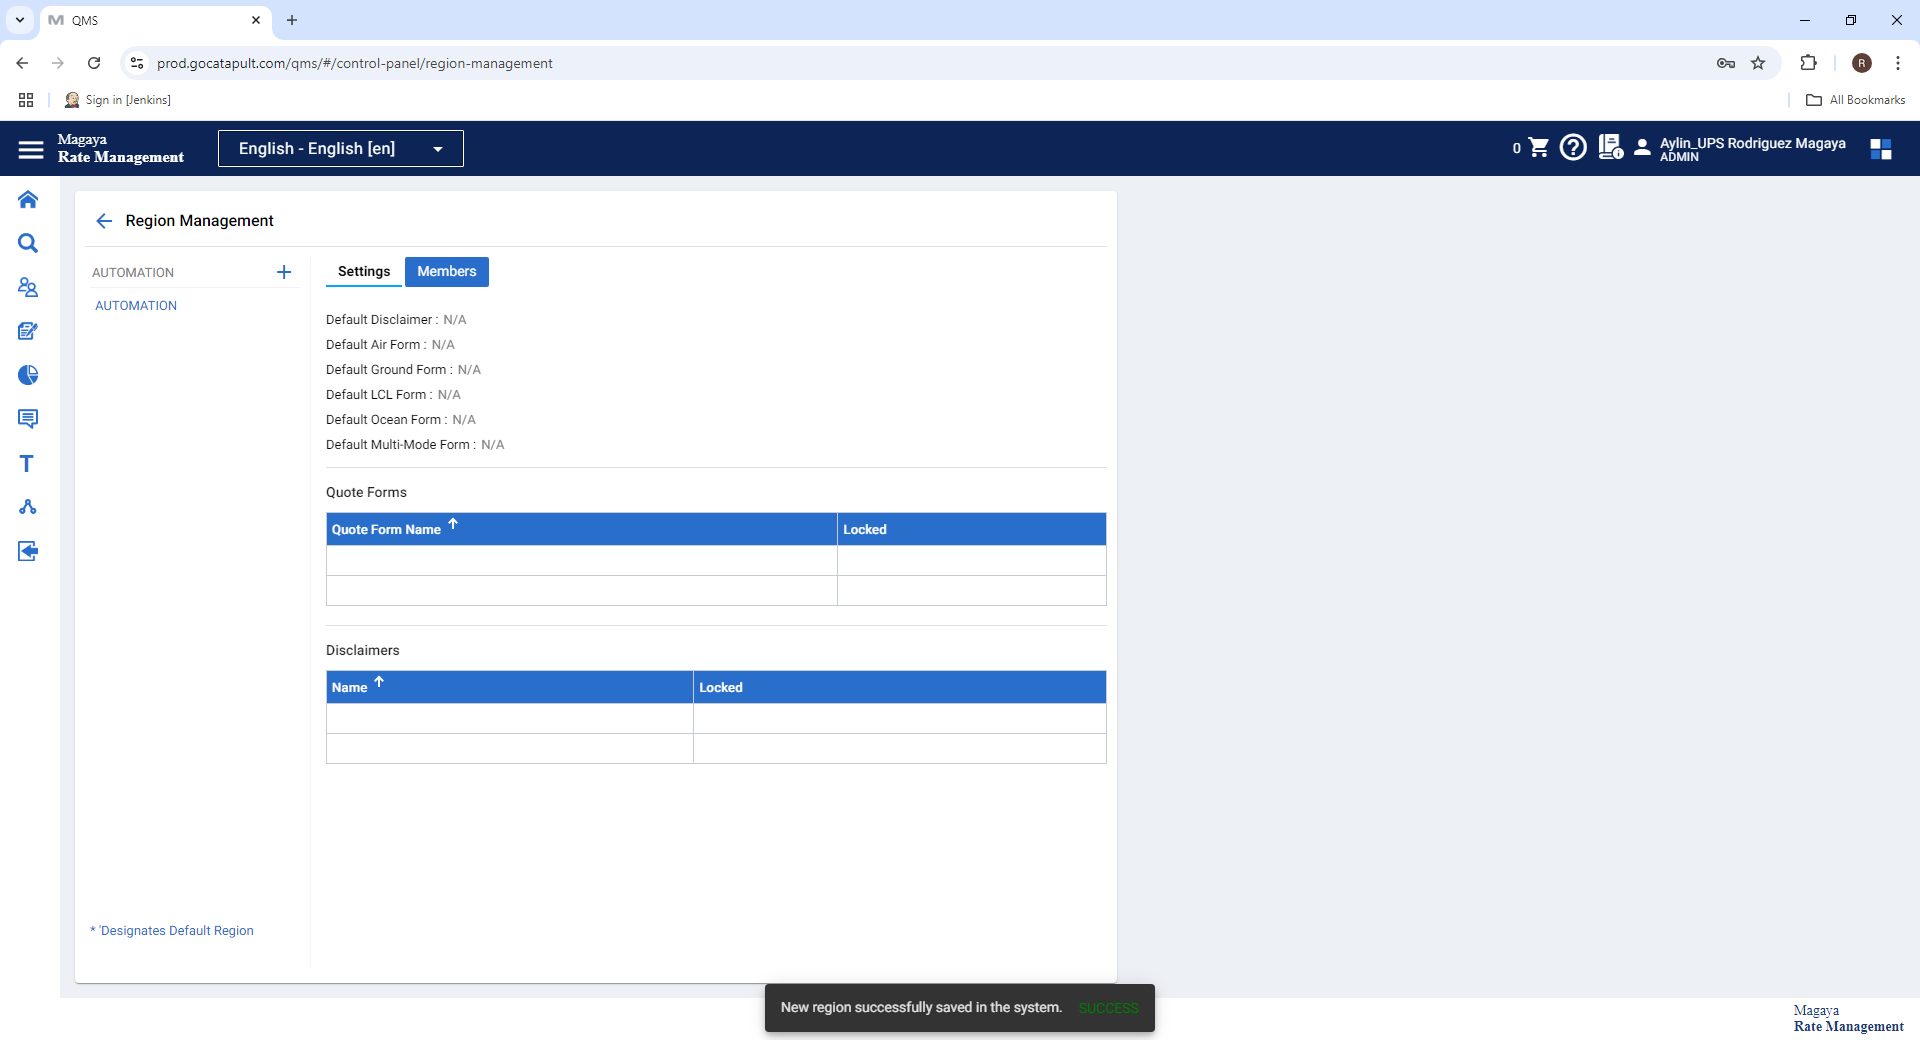 QMS
prod.gocatapult.com/qms/#/control-panel/region-management
R
Sign in [Jenkins]
All Bookmarks
Magaya
Rate Management
English - English [en]
0
Aylin_UPS Rodriguez Magaya
ADMIN
Region Management
AUTOMATION
AUTOMATION
Settings
Members
Default Disclaimer : N/A
Default Air Form : N/A
Default Ground Form : N/A
Default LCL Form : N/A
Default Ocean Form : N/A
Default Multi-Mode Form : N/A
Quote Forms
Quote Form Name
Locked
Disclaimers
Name
Locked
* 'Designates Default Region
New region successfully saved in the system. SUCCESS
Magaya
Rate Management